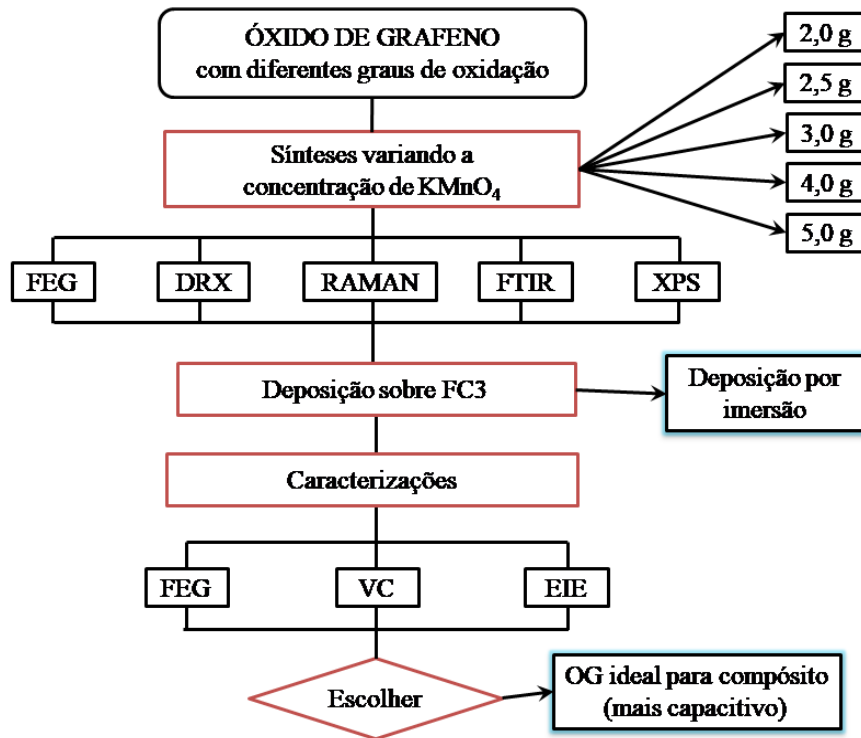 ÓXIDO DE GRAFENO
com diferentes graus de oxidação
2,0 g
2,5 g
3,0 g
4,0 g
5,0 g
Sínteses variando a
concentração de KMnO₄
FEG
DRX
RAMAN
FTIR
XPS
Deposição sobre FC3
Deposição por
imersão
Caracterizações
FEG
VC
EIE
Escolher
OG ideal para compósito
(mais capacitivo)